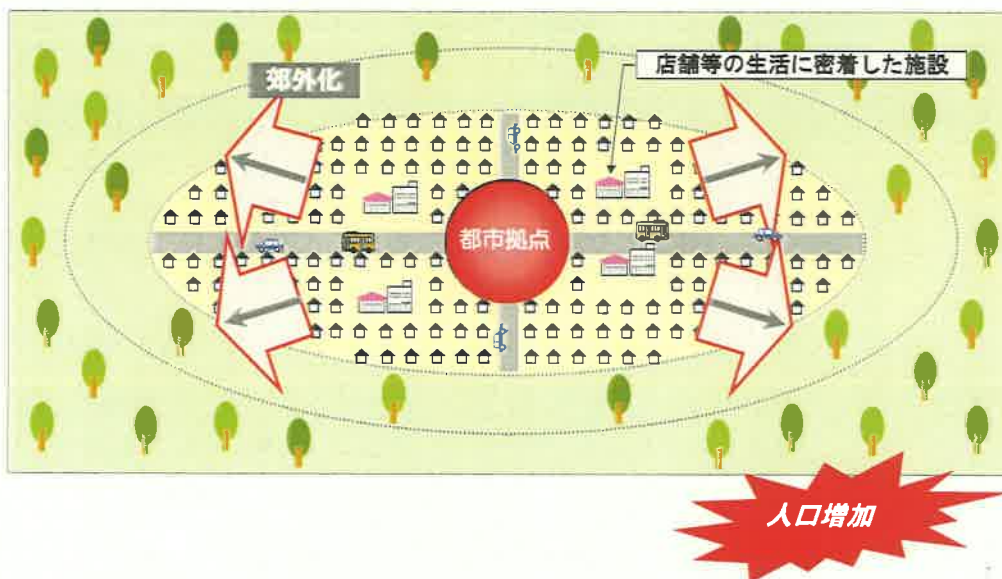 郊外化
店舗等の生活に密着した施設
都市拠点
人口増加